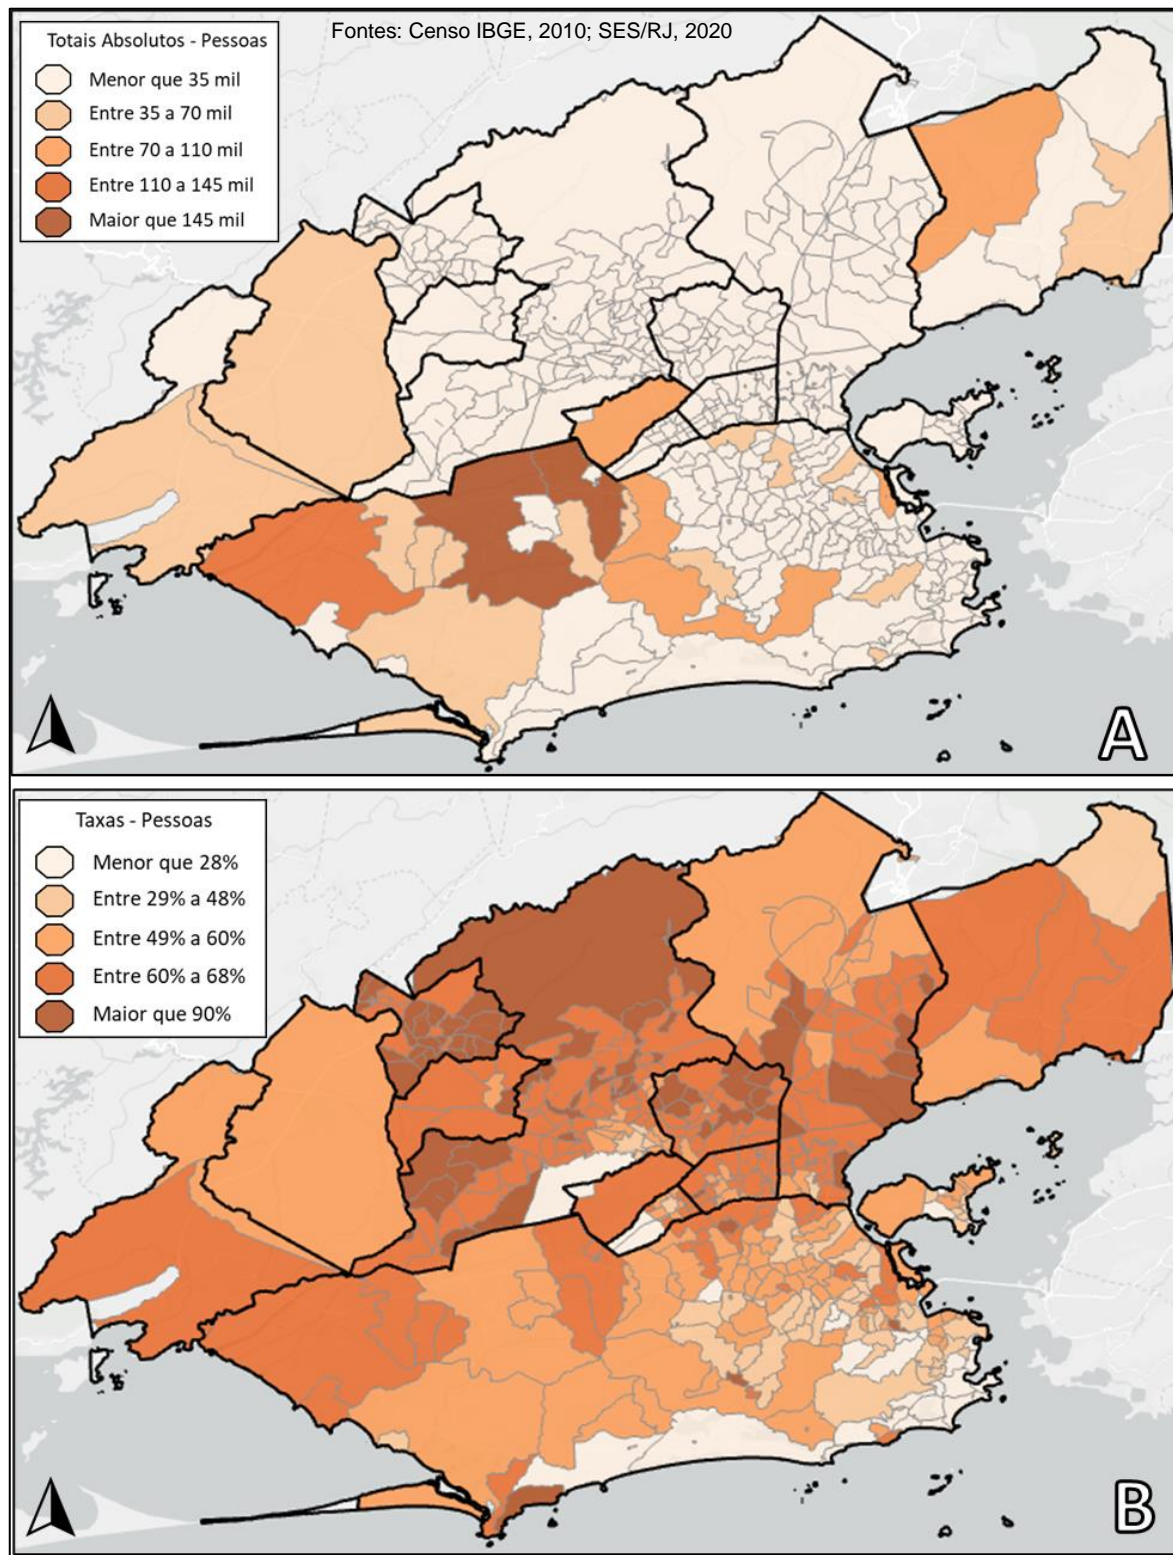 Fontes: Censo IBGE, 2010; SES/RJ, 2020
Totais Absolutos - Pessoas
Menor que 35 mil
Entre 35 a 70 mil
Entre 70 a 110 mil
Entre 110 a 145 mil
Maior que 145 mil
A
Taxas - Pessoas
Menor que 28%
Entre 29% a 48%
Entre 49% a 60%
Entre 60% a 68%
Maior que 90%
B